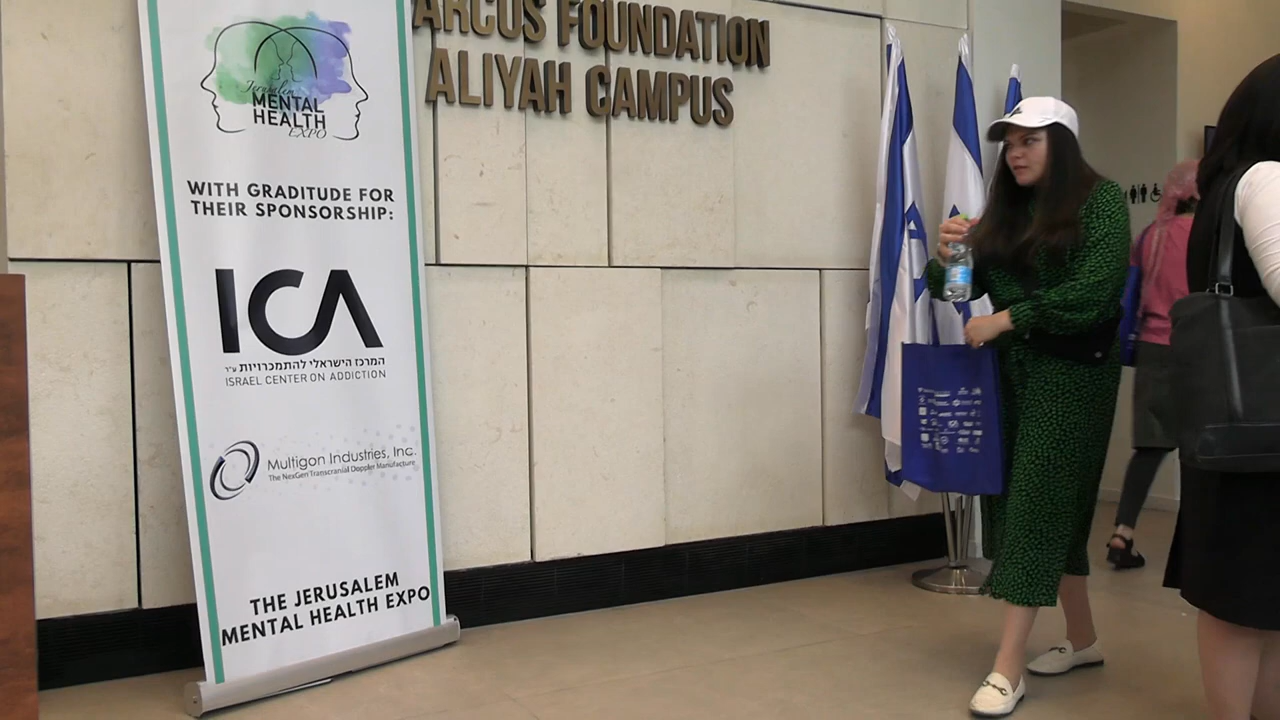 Jerusalem
MENTAL
HEALTH
EXPO
WITH GRADITUDE FOR
THEIR SPONSORSHIP:
ICA
המרכז הישראלי להתמכרויות ע״ר
ISRAEL CENTER ON ADDICTION
Multigon Industries, Inc.
The NexGen Transcranial Doppler Manufacture
THE JERUSALEM
MENTAL HEALTH EXPO
ARCUS FOUNDATION
ALIYAH CAMPUS